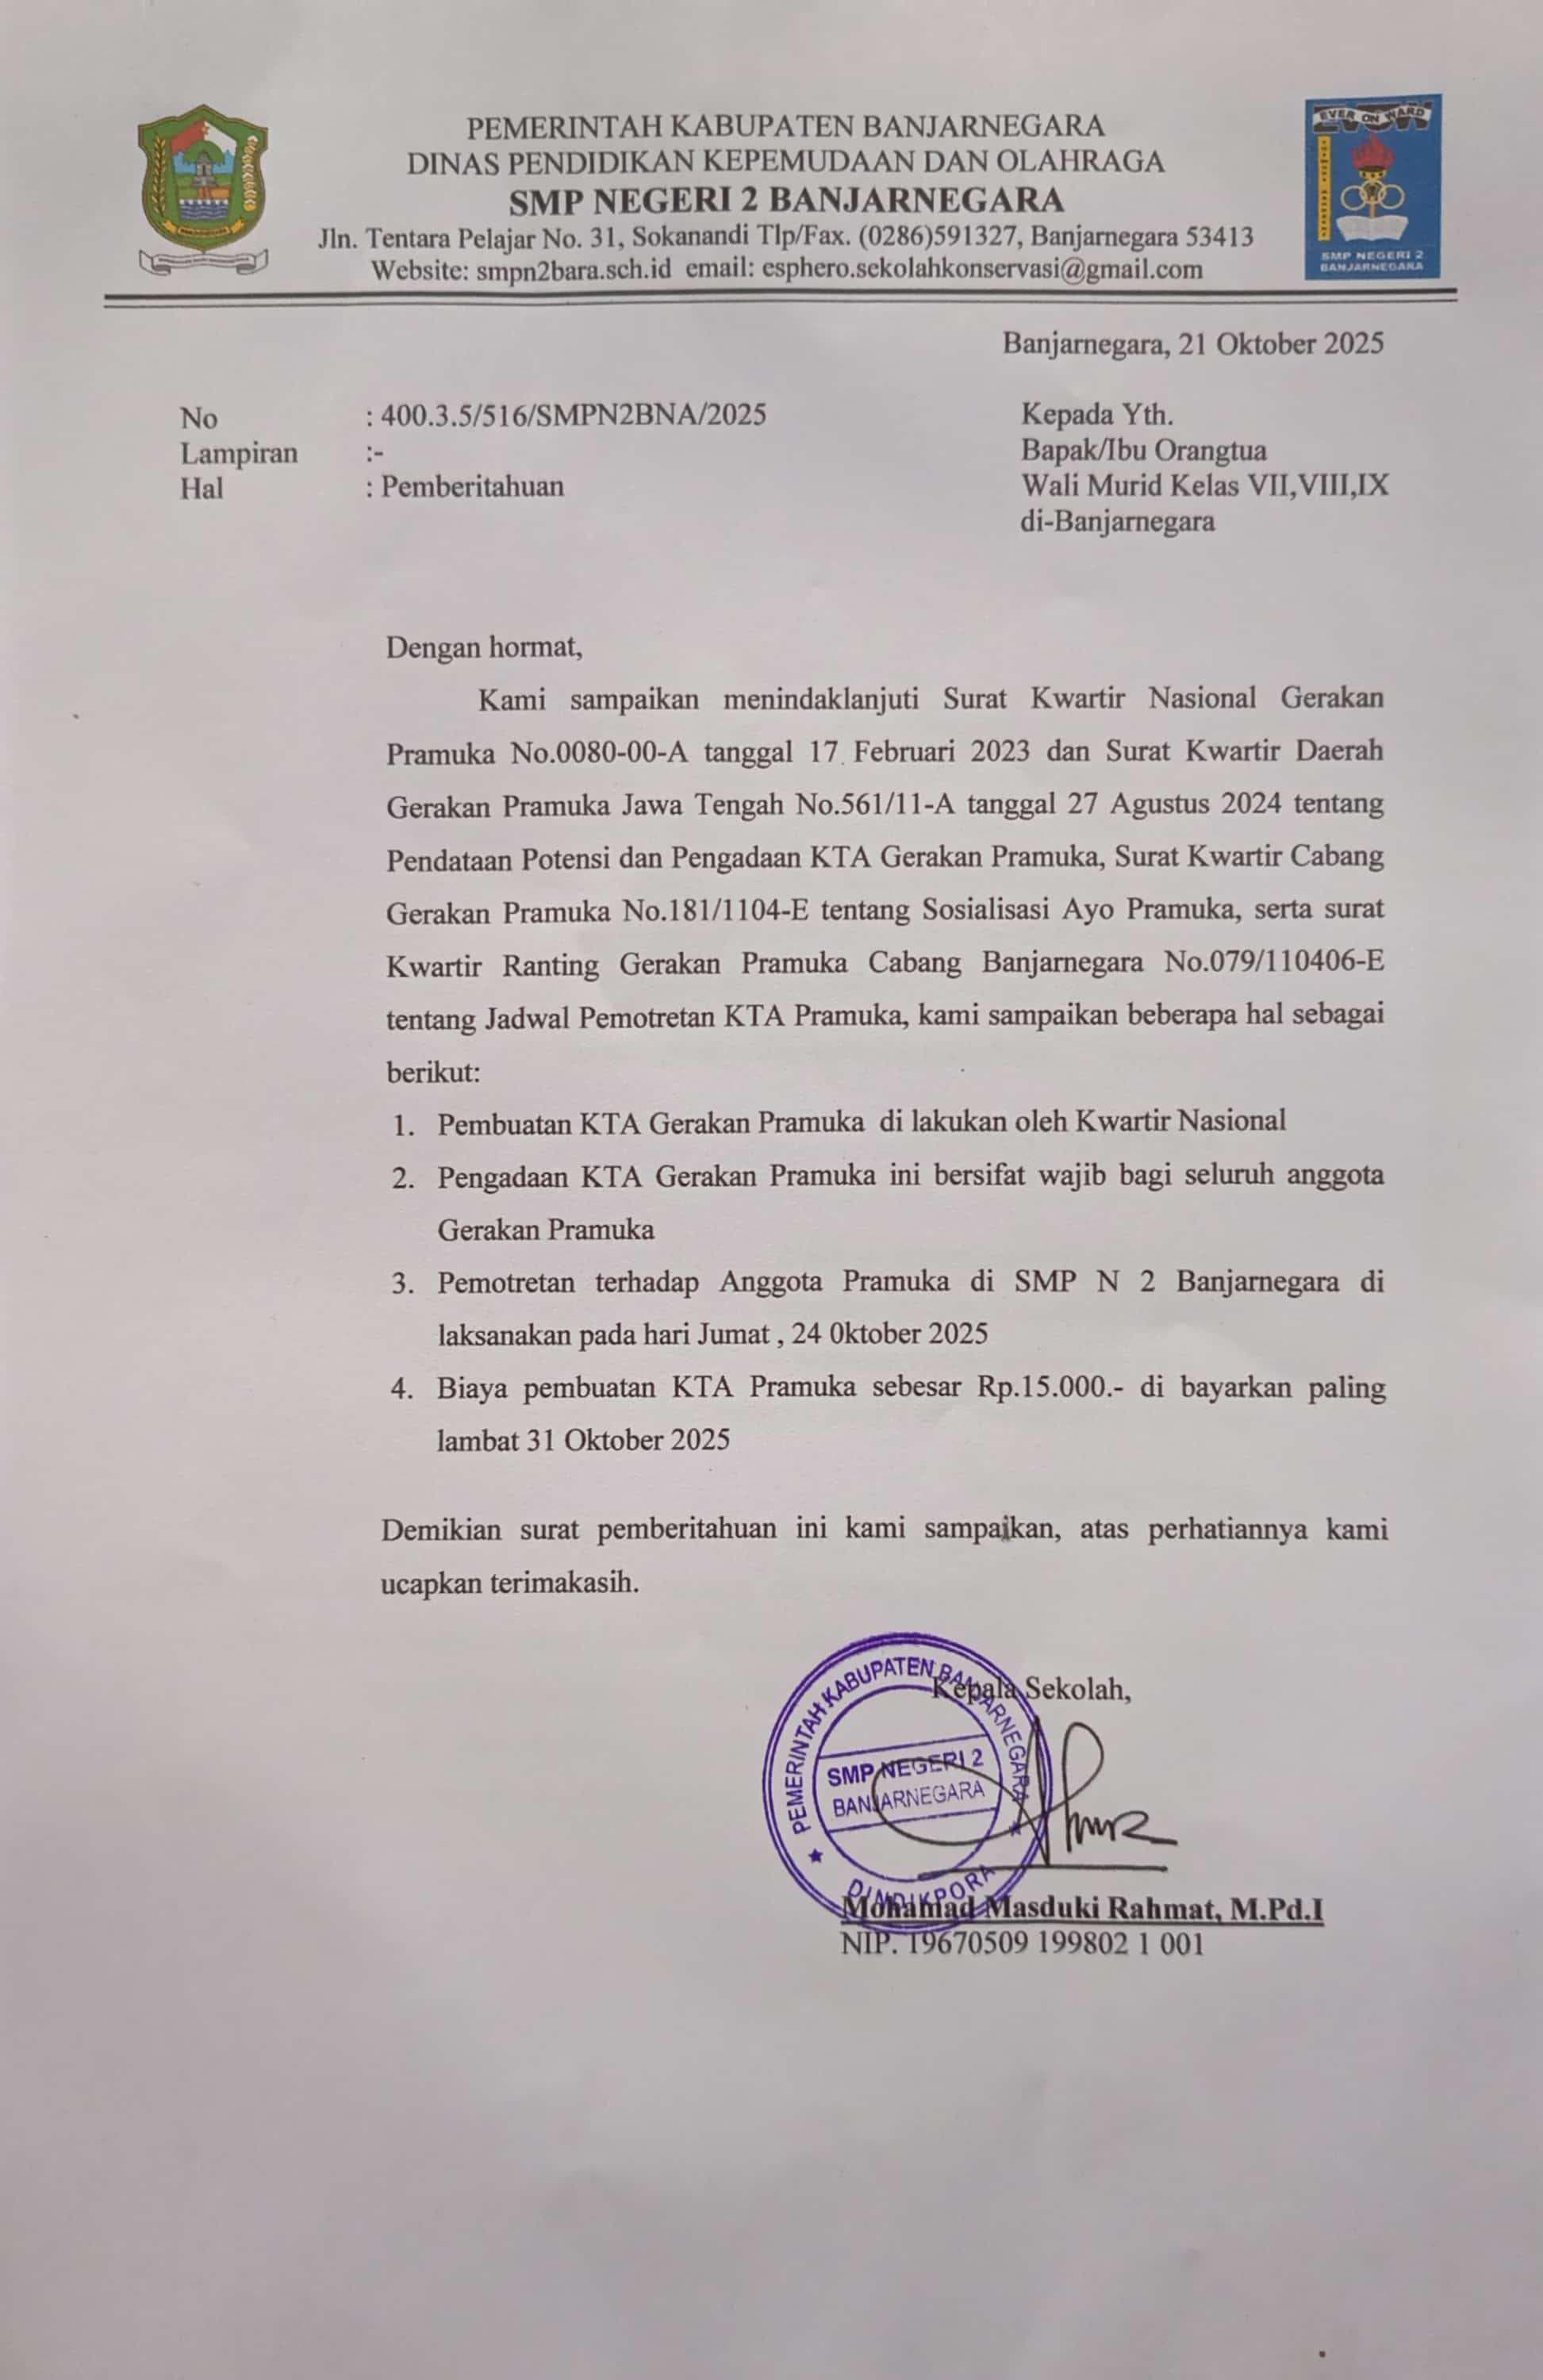 PEMERINTAH KABUPATEN BANJARNEGARA
DINAS PENDIDIKAN KEPEMUDAAN DAN OLAHRAGA
SMP NEGERI 2 BANJARNEGARA
Jln. Tentara Pelajar No. 31, Sokanandi Tlp/Fax. (0286)591327, Banjarnegara 53413
Website: smpn2bara.sch.id email: esphero.sekolahkonservasi@gmail.com
EVER ON WARD
SMP NEGERI 2
BANJARNEGARA
Banjarnegara, 21 Oktober 2025
No : 400.3.5/516/SMPN2BNA/2025
Lampiran :-
Hal : Pemberitahuan
Kepada Yth.
Bapak/Ibu Orangtua
Wali Murid Kelas VII,VIII,IX
di-Banjarnegara
Dengan hormat,
Kami sampaikan menindaklanjuti Surat Kwartir Nasional Gerakan
Pramuka No.0080-00-A tanggal 17 Februari 2023 dan Surat Kwartir Daerah
Gerakan Pramuka Jawa Tengah No.561/11-A tanggal 27 Agustus 2024 tentang
Pendataan Potensi dan Pengadaan KTA Gerakan Pramuka, Surat Kwartir Cabang
Gerakan Pramuka No.181/1104-E tentang Sosialisasi Ayo Pramuka, serta surat
Kwartir Ranting Gerakan Pramuka Cabang Banjarnegara No.079/110406-E
tentang Jadwal Pemotretan KTA Pramuka, kami sampaikan beberapa hal sebagai
berikut:
1. Pembuatan KTA Gerakan Pramuka di lakukan oleh Kwartir Nasional
2. Pengadaan KTA Gerakan Pramuka ini bersifat wajib bagi seluruh anggota
Gerakan Pramuka
3. Pemotretan terhadap Anggota Pramuka di SMP N 2 Banjarnegara di
laksanakan pada hari Jumat , 24 0ktober 2025
4. Biaya pembuatan KTA Pramuka sebesar Rp.15.000.- di bayarkan paling
lambat 31 Oktober 2025
Demikian surat pemberitahuan ini kami sampaikan, atas perhatiannya kami
ucapkan terimakasih.
Kepala Sekolah,
PEMERINTAH KABUPATEN BANJARNEGARA
SMP NEGERI 2
BANJARNEGARA
DINDIKPORA
Mohamad Masduki Rahmat, M.Pd.I
NIP. 19670509 199802 1 001